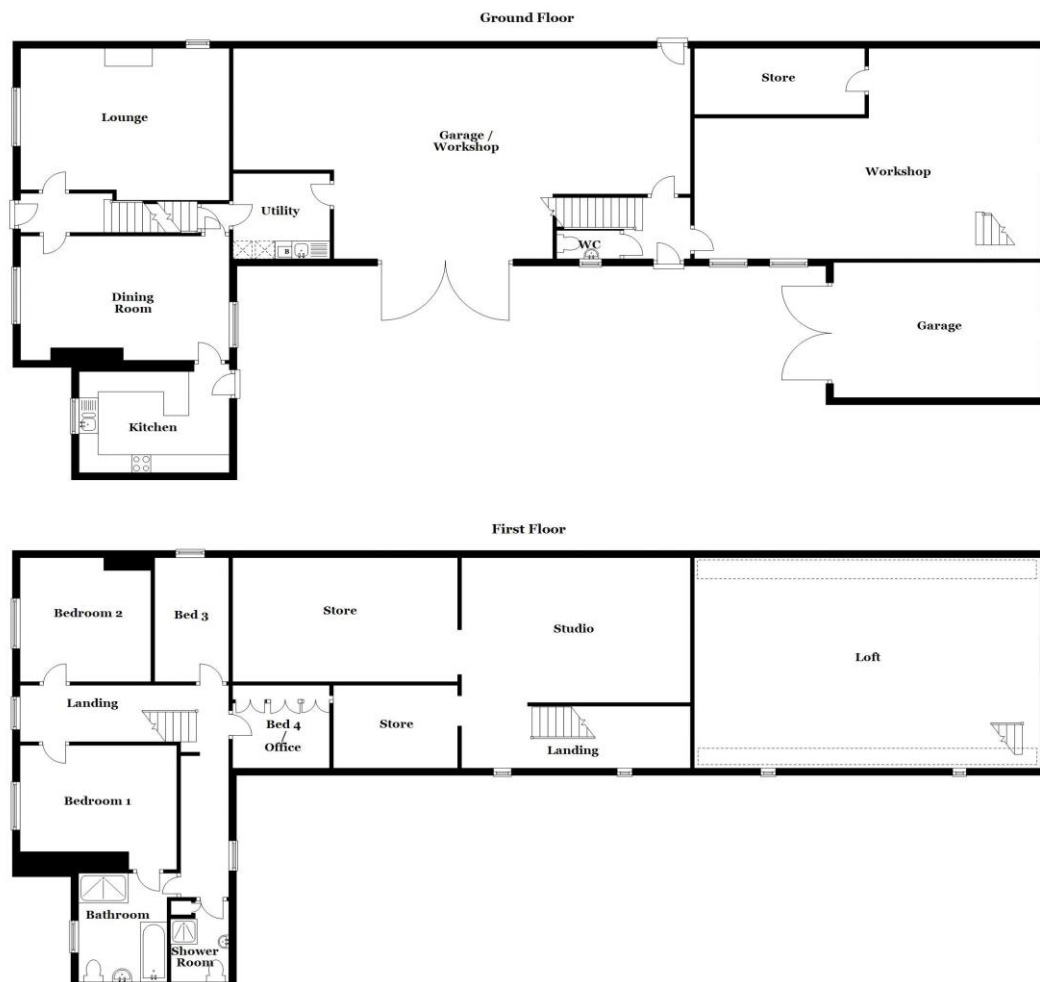 Ground Floor
Lounge
Garage /
Workshop
Store
Workshop
Utility
B
WC
Dining
Room
Garage
Kitchen
First Floor
Bedroom 2
Bed 3
Store
Studio
Loft
Landing
Bed 4
/
Office
Store
Landing
Bedroom 1
Bathroom
Shower
Room